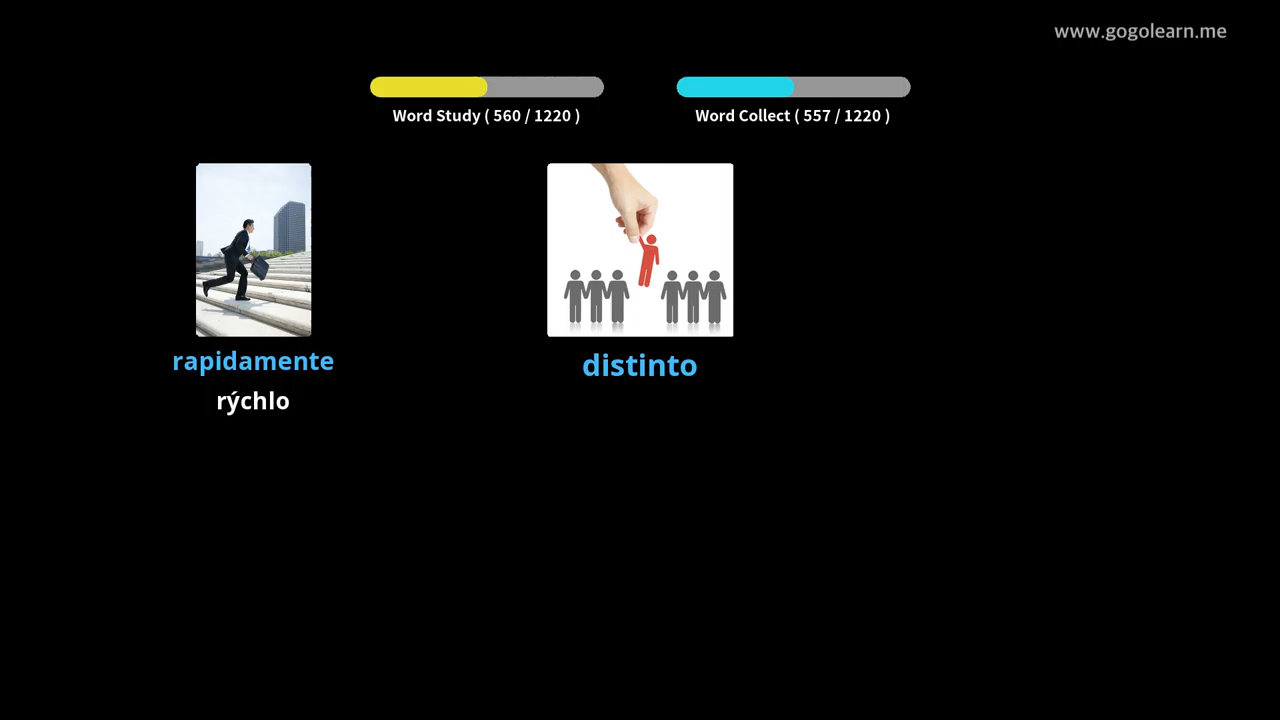 www.gogolearn.me
Word Study ( 560 / 1220 )
Word Collect ( 557 / 1220 )
rapidamente
rýchlo
distinto